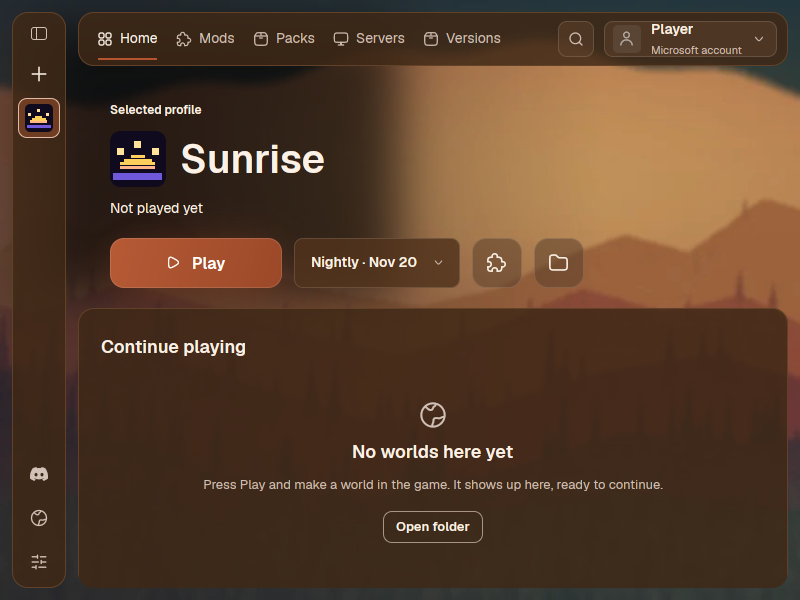 Home
Mods
Packs
Servers
Versions
Player
Microsoft account
Selected profile
Sunrise
Not played yet
Play
Nightly · Nov 20
Continue playing
No worlds here yet
Press Play and make a world in the game. It shows up here, ready to continue.
Open folder